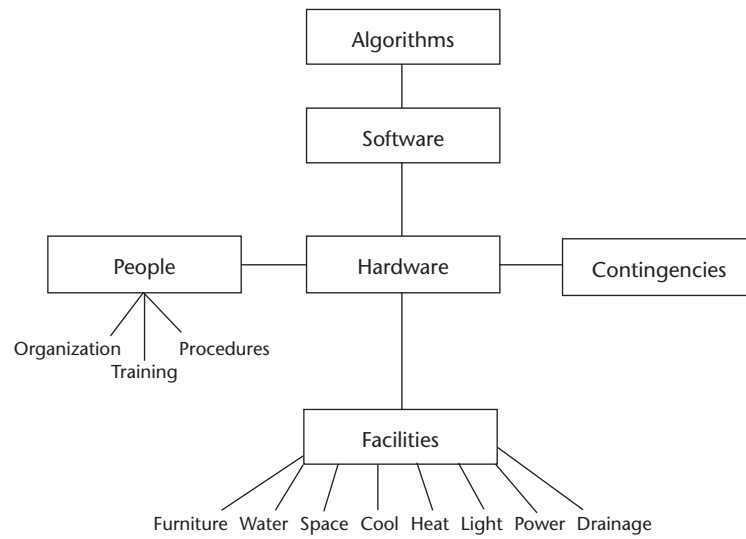 Algorithms
Software
People
Hardware
Contingencies
Organization
Procedures
Training
Facilities
Furniture
Water
Space
Cool
Heat
Light
Power
Drainage